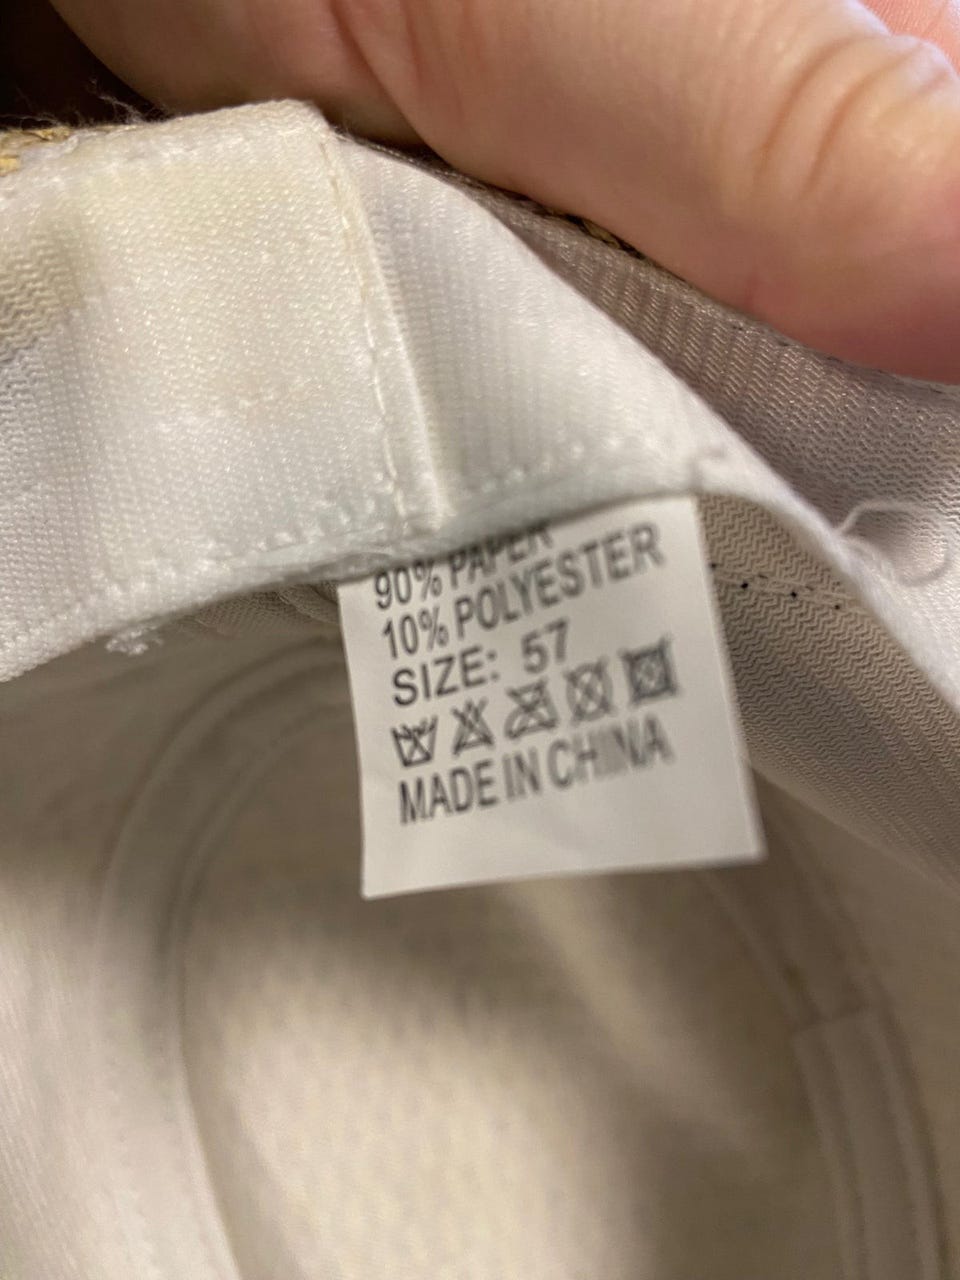 90% PAPER
10% POLYESTER
SIZE: 57
MADE IN CHINA